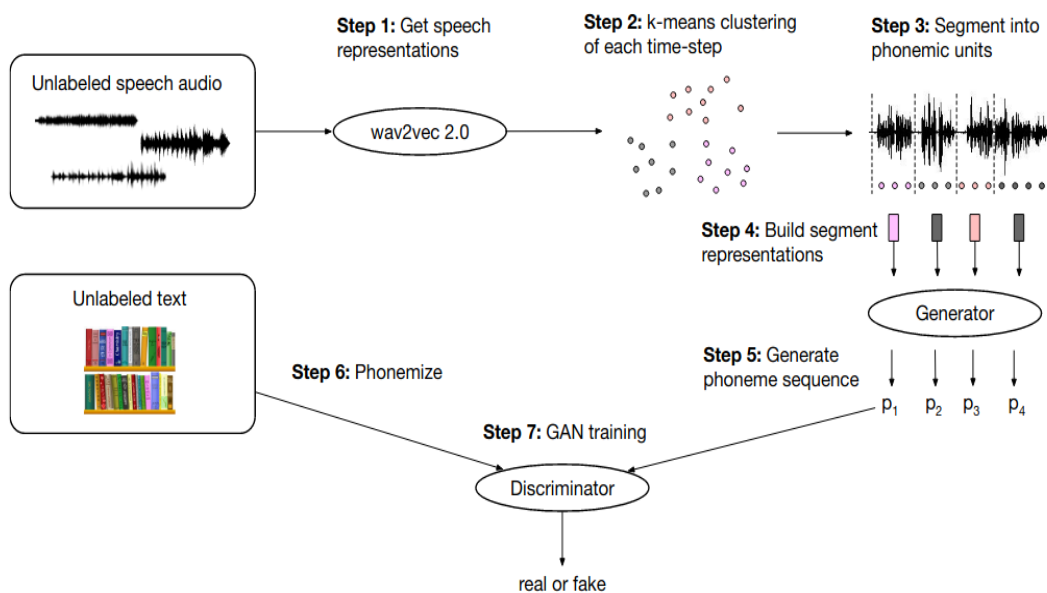 Step 1: Get speech
representations
Step 2: k-means clustering
of each time-step
Step 3: Segment into
phonemic units
Unlabeled speech audio
wav2vec 2.0
Step 4: Build segment
representations
Unlabeled text
Generator
Step 5: Generate
phoneme sequence
Step 6: Phonemize
p1 p2 p3 p4
Step 7: GAN training
Discriminator
real or fake